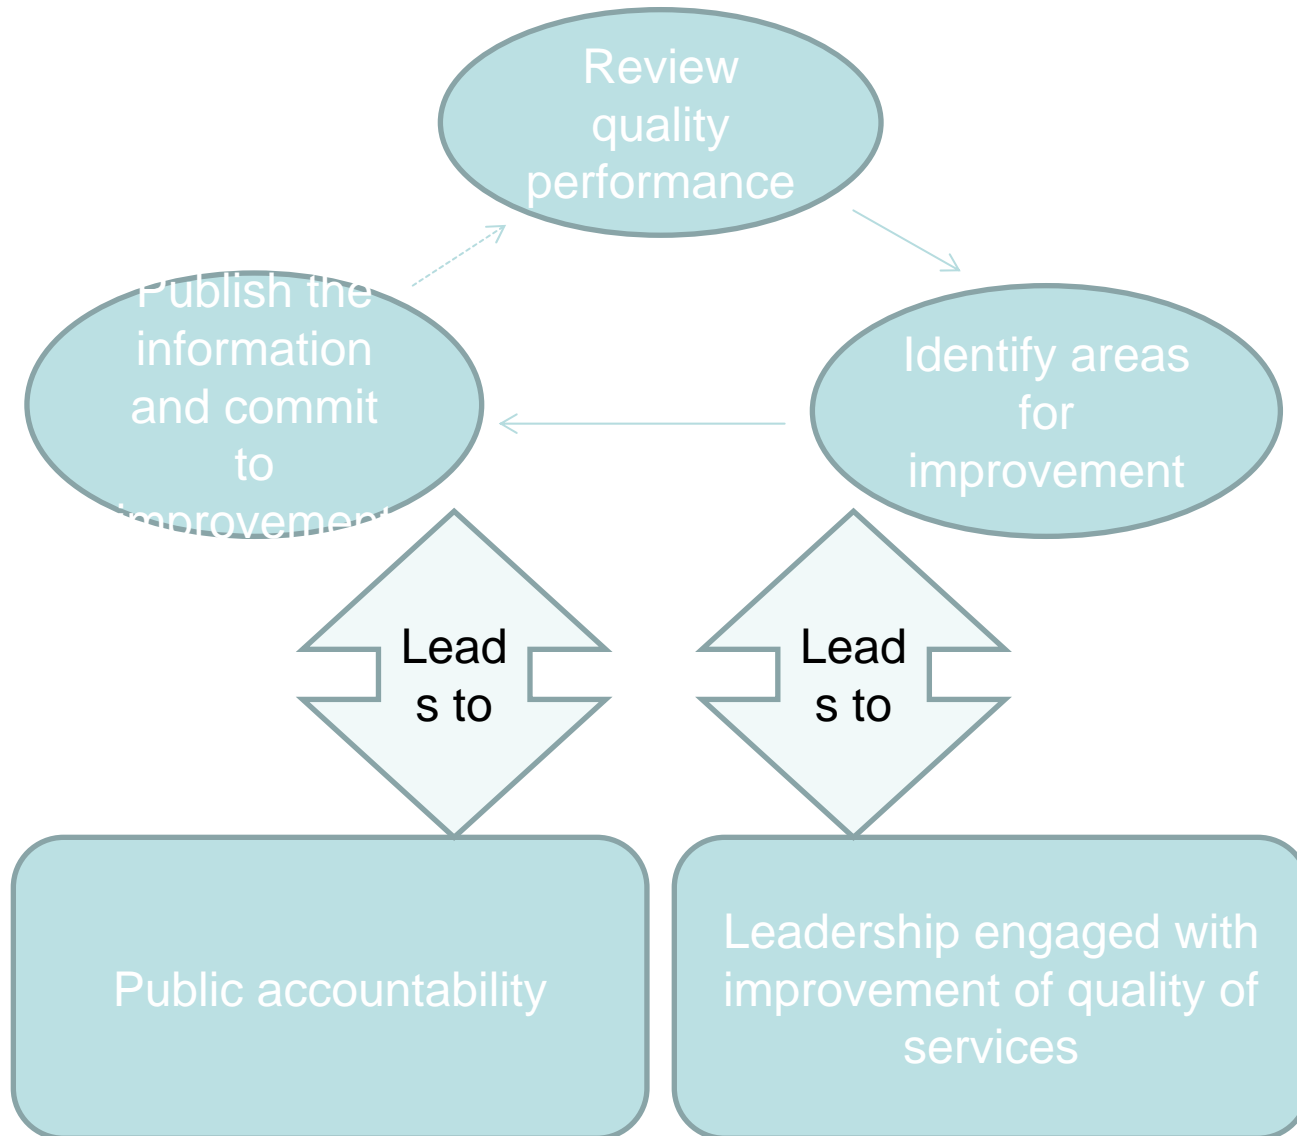 Review
quality
performance
Publish the
information
and commit
to
improvement
Identify areas
for
improvement
Lead
s to
Lead
s to
Public accountability
Leadership engaged with
improvement of quality of
services